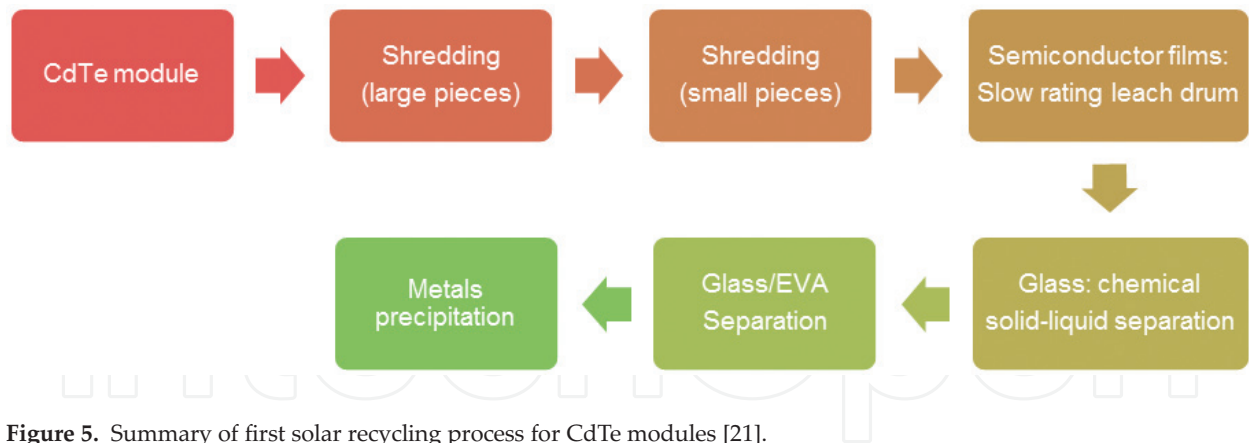 CdTe module
Shredding
(large pieces)
Shredding
(small pieces)
Semiconductor films:
Slow rating leach drum
Glass: chemical
solid-liquid separation
Glass/EVA
Separation
Metals
precipitation
Figure 5. Summary of first solar recycling process for CdTe modules [21].